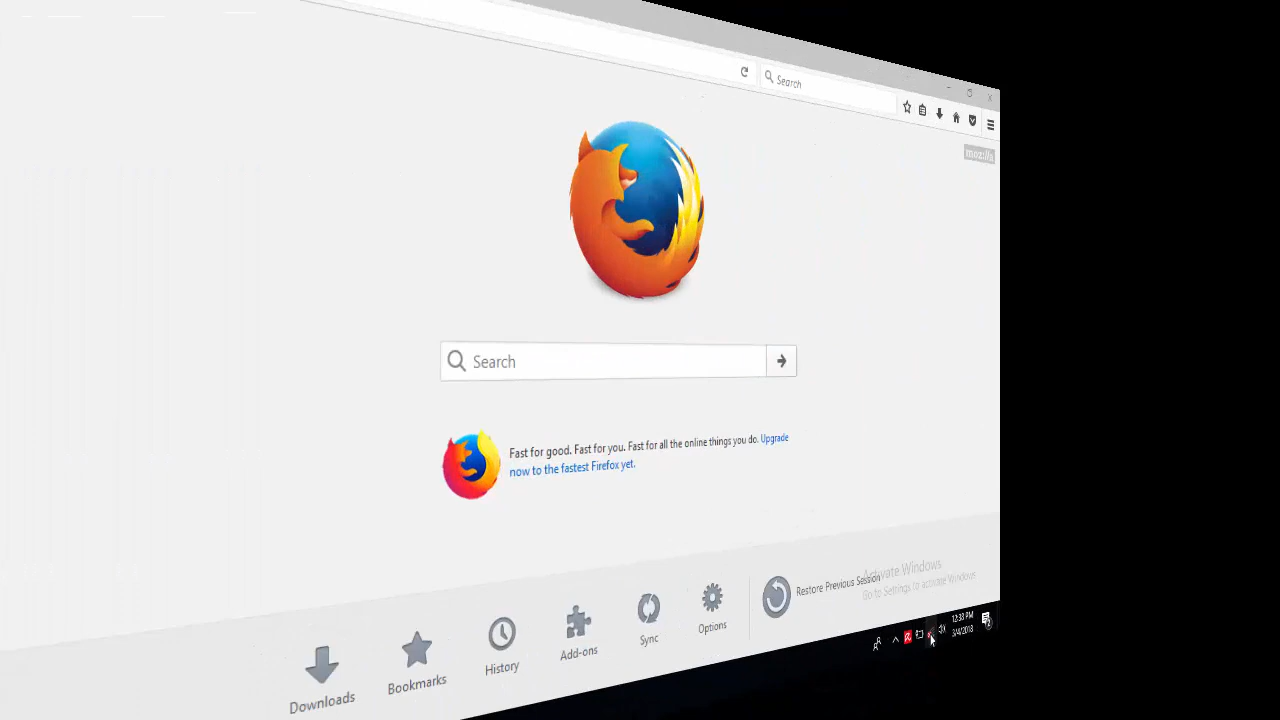 Search
mozilla
Search
Fast for good. Fast for you. Fast for all the online things you do. Upgrade
now to the fastest Firefox yet.
Activate Windows
Go to Settings to activate Windows.
Restore Previous Session
Downloads
Bookmarks
History
Add-ons
Sync
Options
12:38 PM
3/4/2018